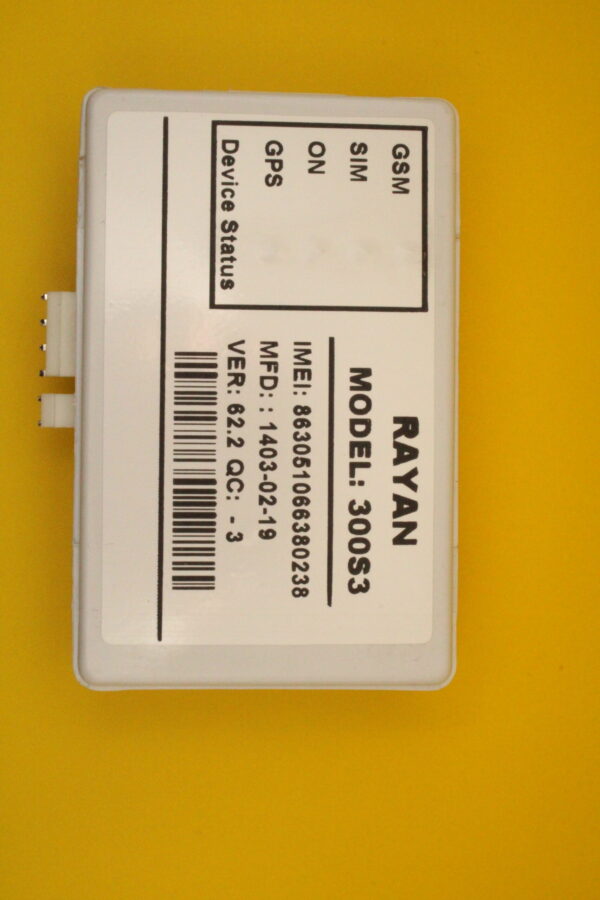 GSM
SIM
ON
GPS
Device Status
RAYAN
MODEL: 300S3
IMEI: 863051066380238
MFD: : 1403-02-19
VER: 62.2 QC: - 3